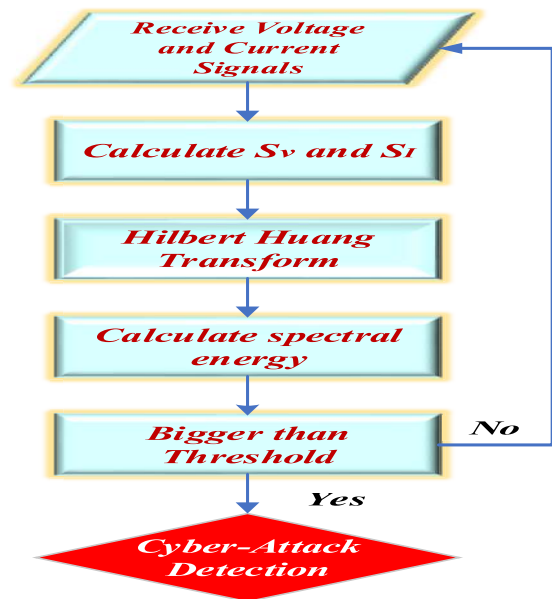 Receive Voltage
and Current
Signals
Calculate Sv and SI
Hilbert Huang
Transform
Calculate spectral
energy
Bigger than
Threshold
No
Yes
Cyber-Attack
Detection